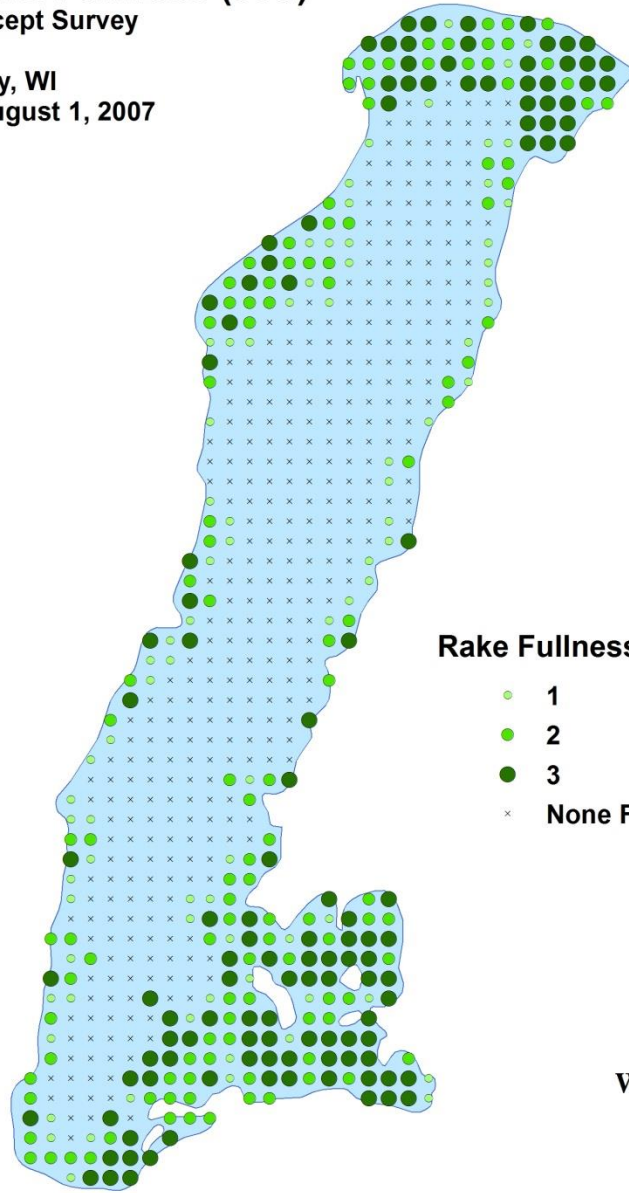 cept Survey
y, WI
ugust 1, 2007
Rake Fullness
1
2
3
None F